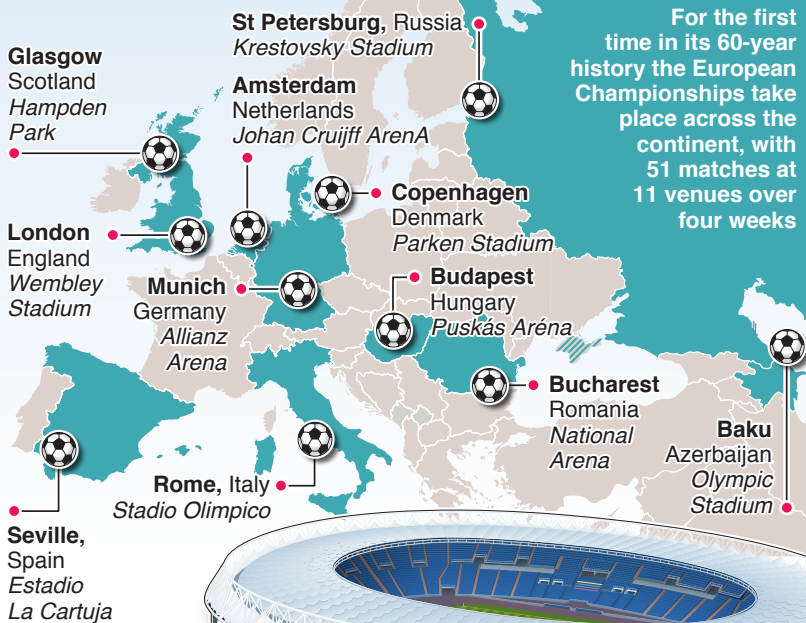 Glasgow
Scotland
Hampden
Park
St Petersburg, Russia
Krestovsky Stadium
Amsterdam
Netherlands
Johan Cruijff ArenA
For the first
time in its 60-year
history the European
Championships take
place across the
continent, with
51 matches at
11 venues over
four weeks
Copenhagen
Denmark
Parken Stadium
London
England
Wembley
Stadium
Munich
Germany
Allianz
Arena
Budapest
Hungary
Puskás Aréna
Bucharest
Romania
National
Arena
Baku
Azerbaijan
Olympic
Stadium
Rome, Italy
Stadio Olimpico
Seville,
Spain
Estadio
La Cartuja